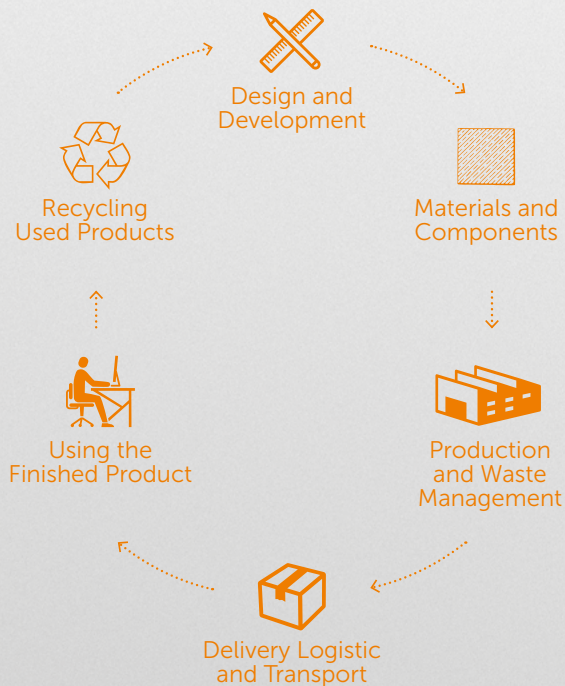 Design and
Development
Materials and
Components
Production
and Waste
Management
Delivery Logistic
and Transport
Using the
Finished Product
Recycling
Used Products